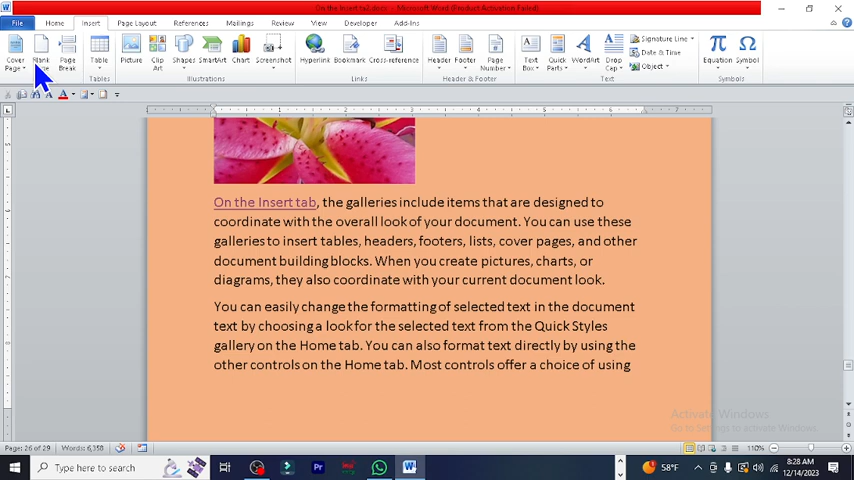 On the Insert ta2.docx - Microsoft Word (Product Activation Failed)
File Home Insert Page Layout References Mailings Review View Developer Add-Ins
Cover Page Blank Page Break Table Picture Clip Art Shapes SmartArt Chart Screenshot Hyperlink Bookmark Cross-reference Header Footer Page Number Text Box Quick Parts WordArt Drop Cap Signature Line Date & Time Object Equation Symbol
Tables Illustrations Links Header & Footer Text Symbols
On the Insert tab, the galleries include items that are designed to
coordinate with the overall look of your document. You can use these
galleries to insert tables, headers, footers, lists, cover pages, and other
document building blocks. When you create pictures, charts, or
diagrams, they also coordinate with your current document look.
You can easily change the formatting of selected text in the document
text by choosing a look for the selected text from the Quick Styles
gallery on the Home tab. You can also format text directly by using the
other controls on the Home tab. Most controls offer a choice of using
Activate Windows
Go to Settings to activate Windows.
Page: 26 of 29 Words: 6,158 110%
Type here to search 58°F 8:28 AM
12/14/2023